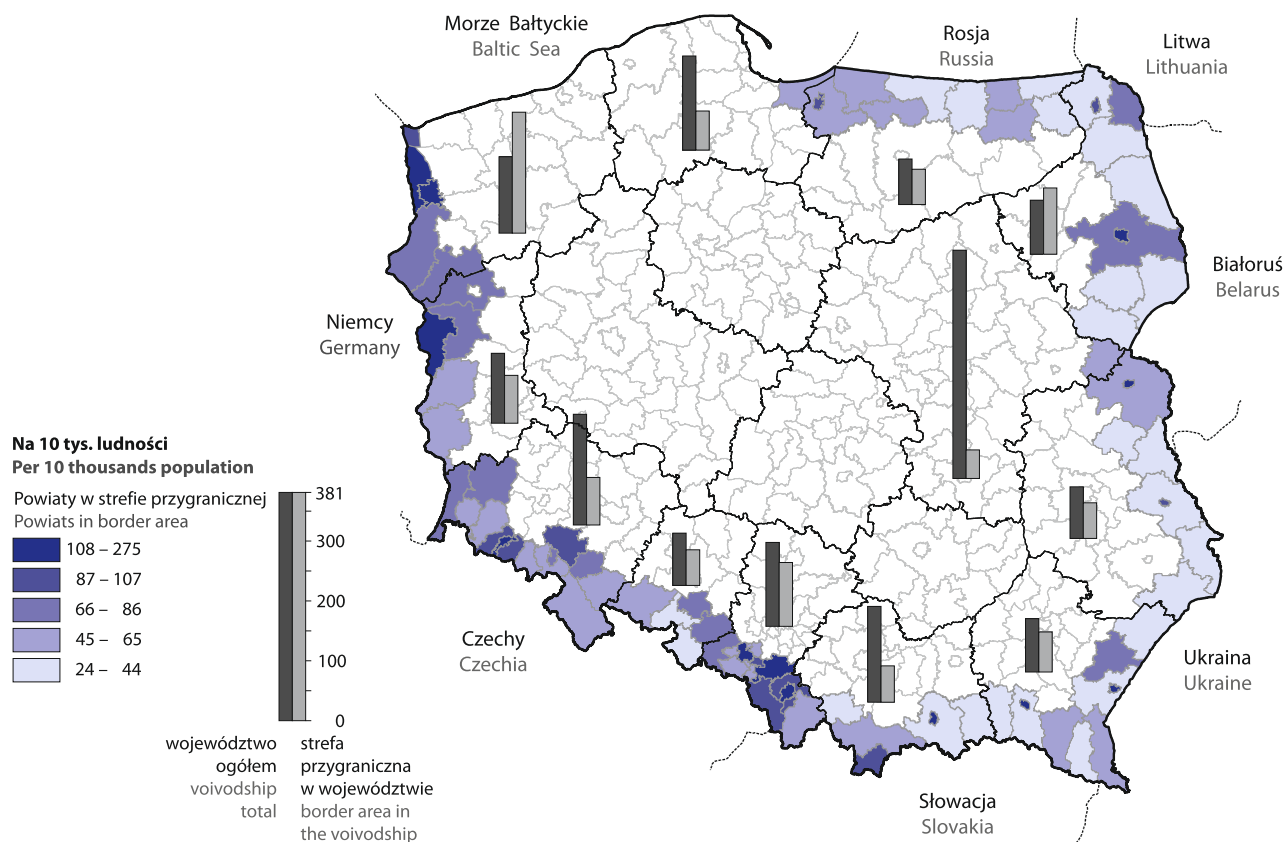 Morze Bałtyckie
Baltic Sea
Rosja
Russia
Litwa
Lithuania
Białoruś
Belarus
Niemcy
Germany
Na 10 tys. ludności
Per 10 thousands population
Powiaty w strefie przygranicznej
Powiats in border area
108 – 275
87 – 107
66 – 86
45 – 65
24 – 44
381
300
200
100
0
województwo
ogółem
voivodship
total
strefa
przygraniczna
w województwie
border area in
the voivodship
Czechy
Czechia
Ukraina
Ukraine
Słowacja
Slovakia